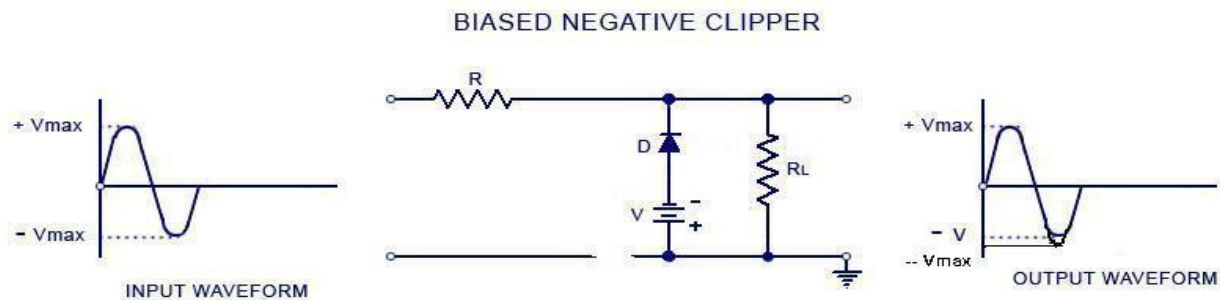 BIASED NEGATIVE CLIPPER
R
+ Vmax
- Vmax
INPUT WAVEFORM
D
V
-
+
RL
+ Vmax
- V
-- Vmax
OUTPUT WAVEFORM